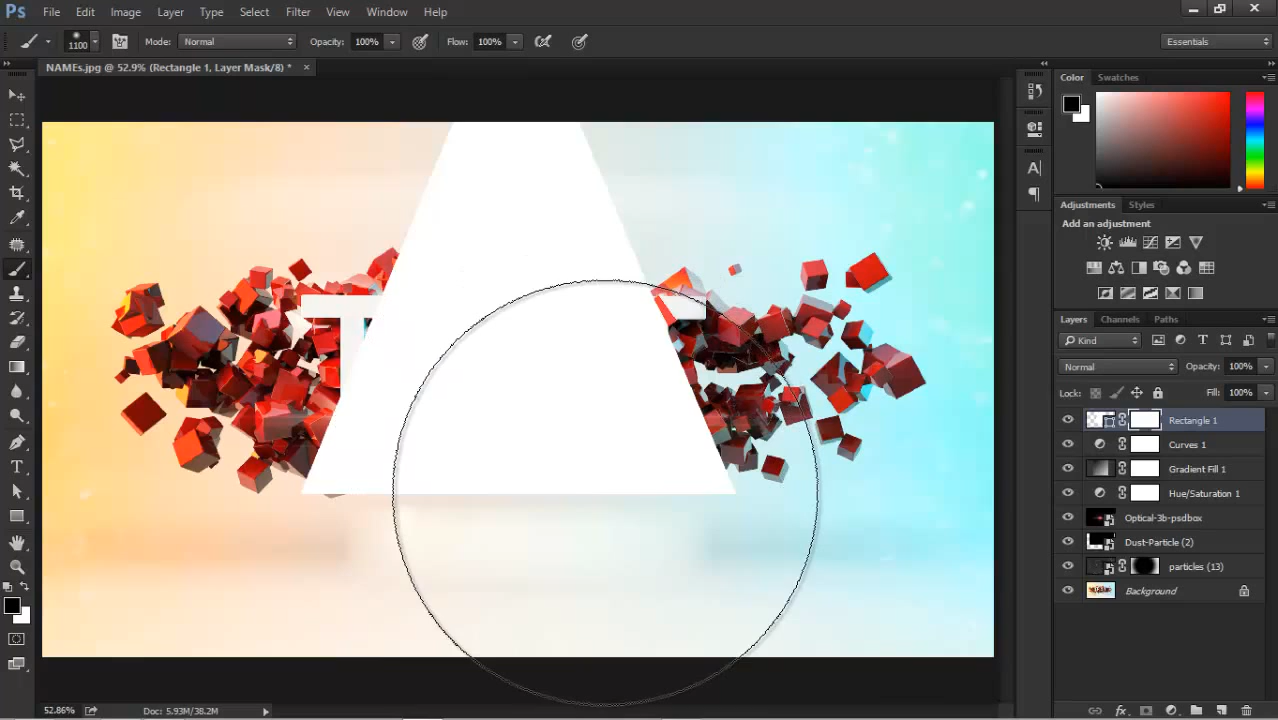 Ps File Edit Image Layer Type Select Filter View Window Help
1100 Mode: Normal Opacity: 100% Flow: 100% Essentials
NAMEs.jpg @ 52.9% (Rectangle 1, Layer Mask/8) * ×
Color Swatches
Adjustments Styles
Add an adjustment
T
Layers Channels Paths
Kind
Normal Opacity: 100%
Lock: Fill: 100%
Rectangle 1
Curves 1
Gradient Fill 1
Hue/Saturation 1
Optical-3b-psdbox
Dust-Particle (2)
particles (13)
Background
52.86% Doc: 5.93M/38.2M
fx